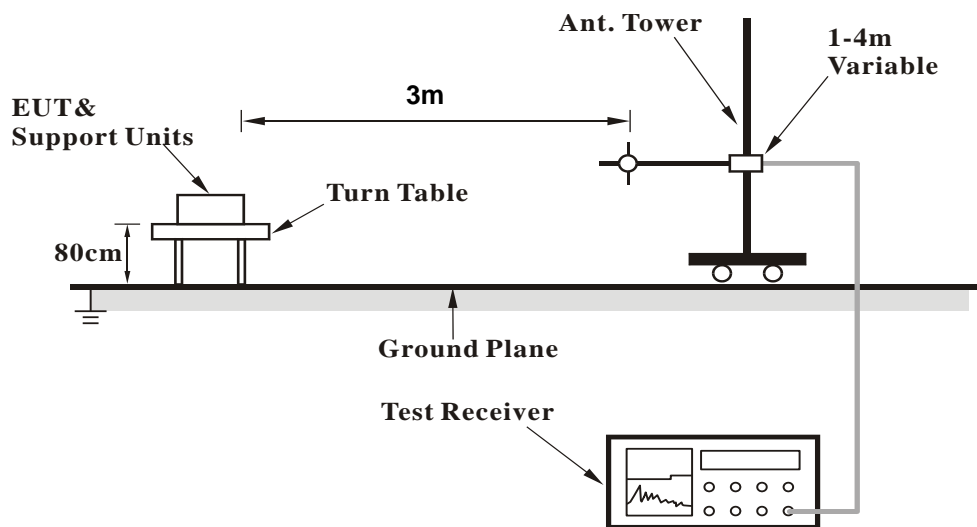 Ant. Tower
1-4m
Variable
3m
EUT&
Support Units
Turn Table
80cm
Ground Plane
Test Receiver